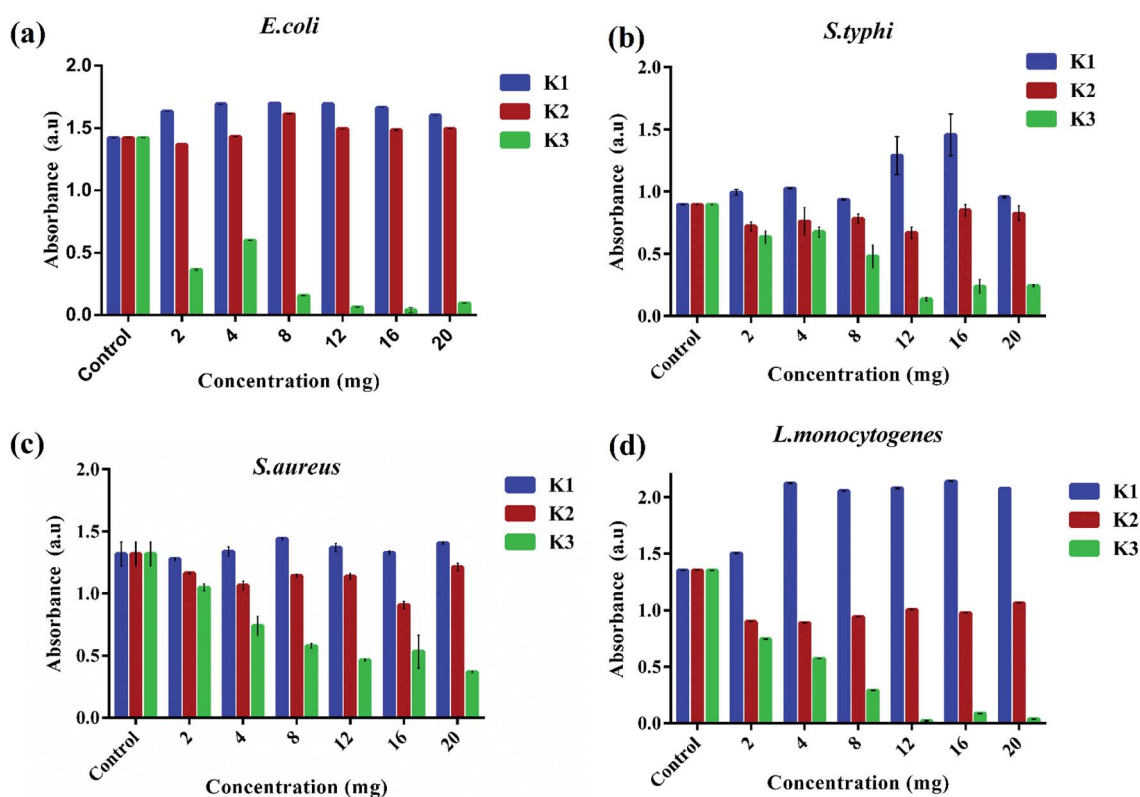 (a)
E.coli
Absorbance (a.u)
2.0
1.5
1.0
0.5
0.0
Control
2
4
8
12
16
20
Concentration (mg)
K1
K2
K3
(b)
S.typhi
Absorbance (a.u)
2.0
1.5
1.0
0.5
0.0
Control
2
4
8
12
16
20
Concentration (mg)
K1
K2
K3
(c)
S.aureus
Absorbance (a.u)
2.0
1.5
1.0
0.5
0.0
Control
2
4
8
12
16
20
Concentration (mg)
K1
K2
K3
(d)
L.monocytogenes
Absorbance (a.u)
2.0
1.5
1.0
0.5
0.0
Control
2
4
8
12
16
20
Concentration (mg)
K1
K2
K3